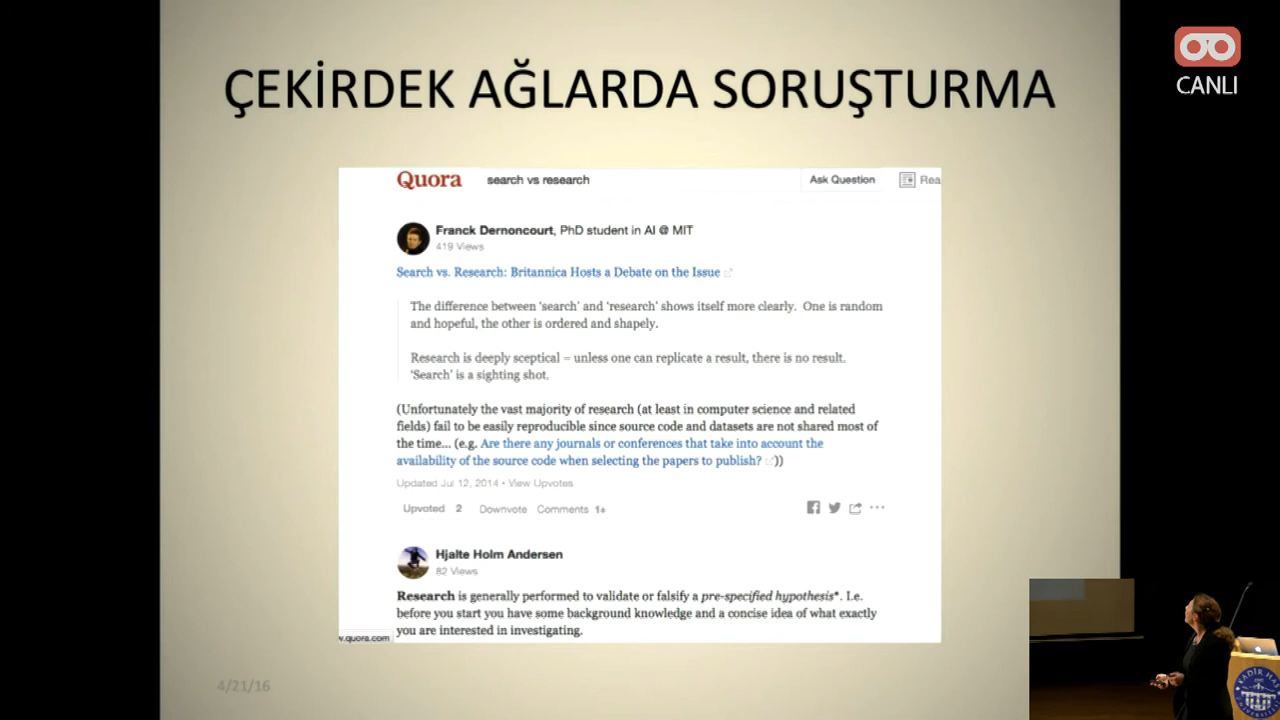 ÇEKİRDEK AĞLARDA SORUŞTURMA
CANLI
Quora
search vs research
Ask Question
Rea
Franck Dernoncourt, PhD student in AI @ MIT
419 Views
Search vs. Research: Britannica Hosts a Debate on the Issue
The difference between 'search' and 'research' shows itself more clearly. One is random
and hopeful, the other is ordered and shapely.
Research is deeply sceptical = unless one can replicate a result, there is no result.
'Search' is a sighting shot.
(Unfortunately the vast majority of research (at least in computer science and related
fields) fail to be easily reproducible since source code and datasets are not shared most of
the time... (e.g. Are there any journals or conferences that take into account the
availability of the source code when selecting the papers to publish? ))
Updated Jul 12, 2014 • View Upvotes
Upvoted 2 Downvote Comments 1+
Hjalte Holm Andersen
82 Views
Research is generally performed to validate or falsify a pre-specified hypothesis*. I.e.
before you start you have some background knowledge and a concise idea of what exactly
you are interested in investigating.
w.quora.com
4/21/16
KADİR HAS